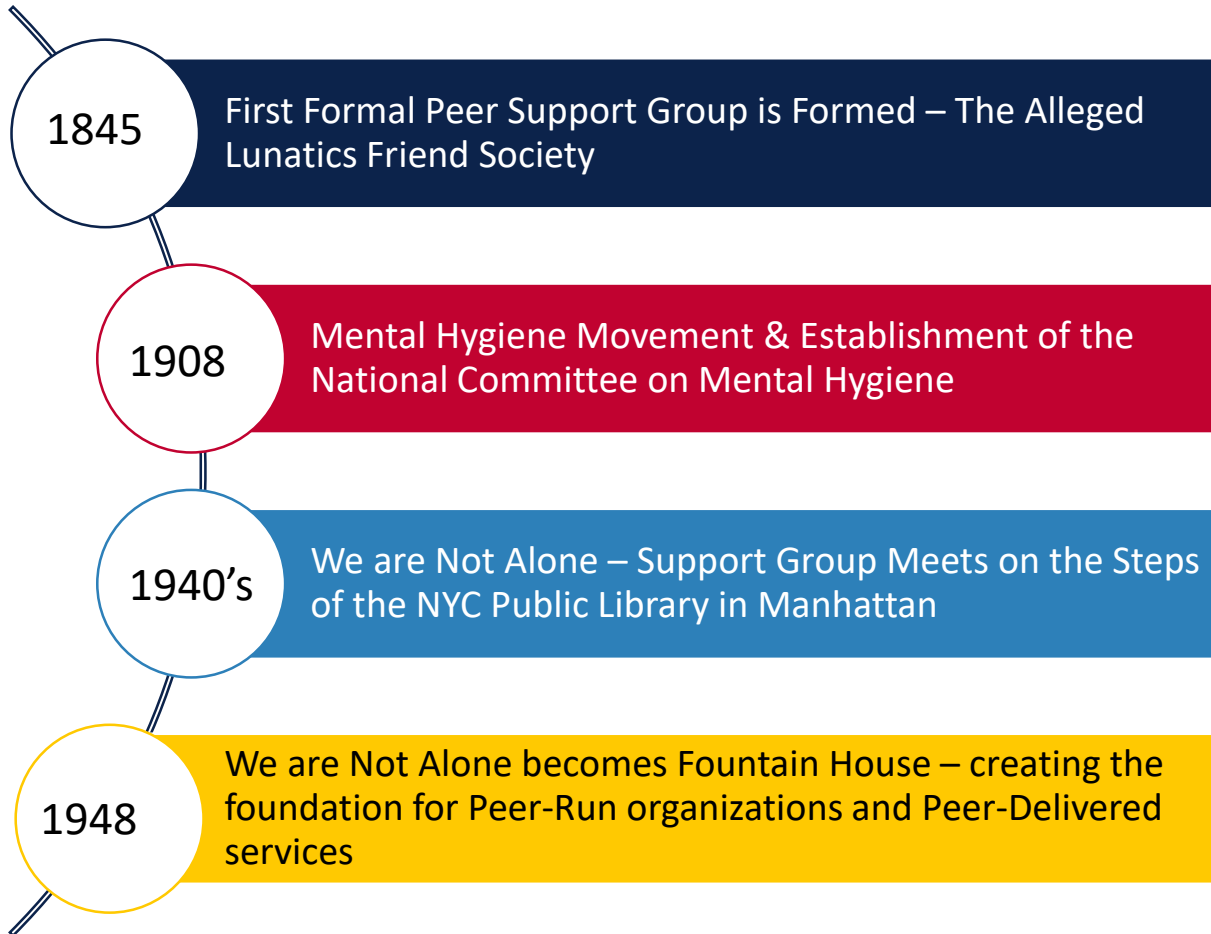 1845
First Formal Peer Support Group is Formed – The Alleged
Lunatics Friend Society
1908
Mental Hygiene Movement & Establishment of the
National Committee on Mental Hygiene
1940’s
We are Not Alone – Support Group Meets on the Steps
of the NYC Public Library in Manhattan
1948
We are Not Alone becomes Fountain House – creating the
foundation for Peer-Run organizations and Peer-Delivered
services